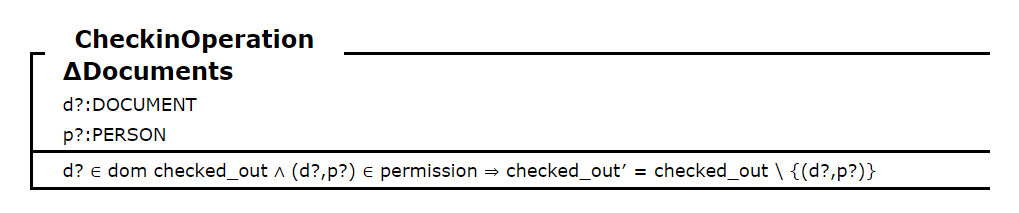 CheckinOperation
ΔDocuments
d?:DOCUMENT
p?:PERSON
d? ∈ dom checked_out ∧ (d?,p?) ∈ permission ⇒ checked_out’ = checked_out \ {(d?,p?)}